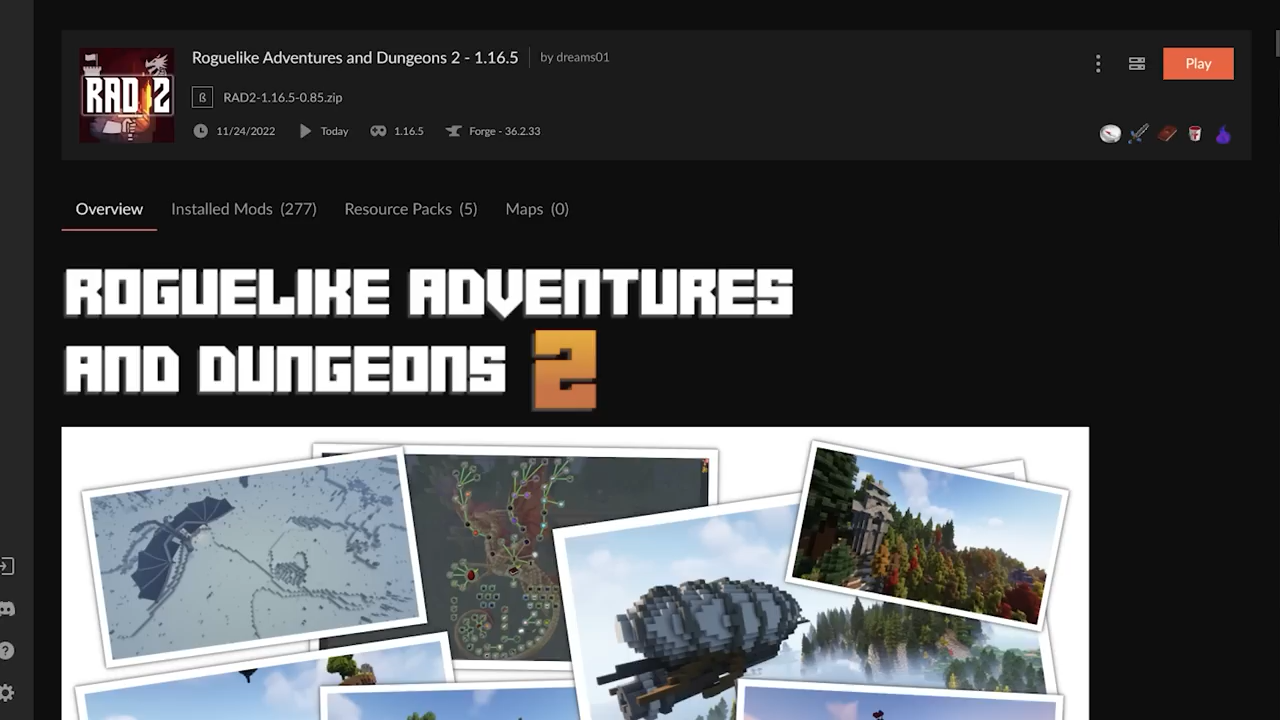 Roguelike Adventures and Dungeons 2 - 1.16.5 by dreams01
Play
RAD 2
ß RAD2-1.16.5-0.85.zip
11/24/2022 Today 1.16.5 Forge - 36.2.33
Overview Installed Mods (277) Resource Packs (5) Maps (0)
ROGUELIKE ADVENTURES
AND DUNGEONS 2